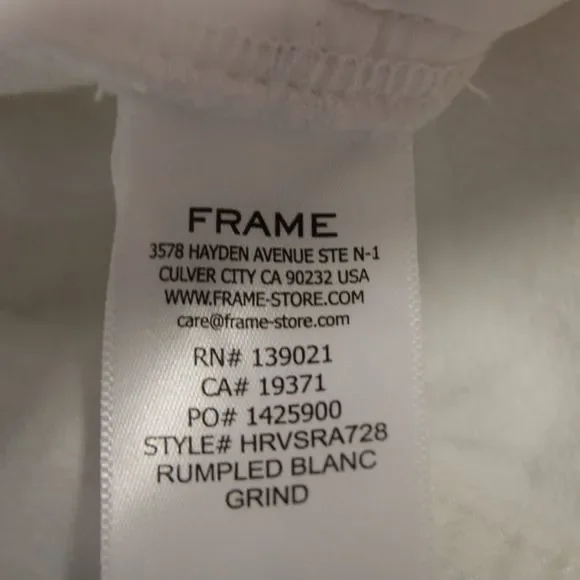 FRAME
3578 HAYDEN AVENUE STE N-1
CULVER CITY CA 90232 USA
WWW.FRAME-STORE.COM
care@frame-store.com
RN# 139021
CA# 19371
PO# 1425900
STYLE# HRVSRA728
RUMPLED BLANC
GRIND